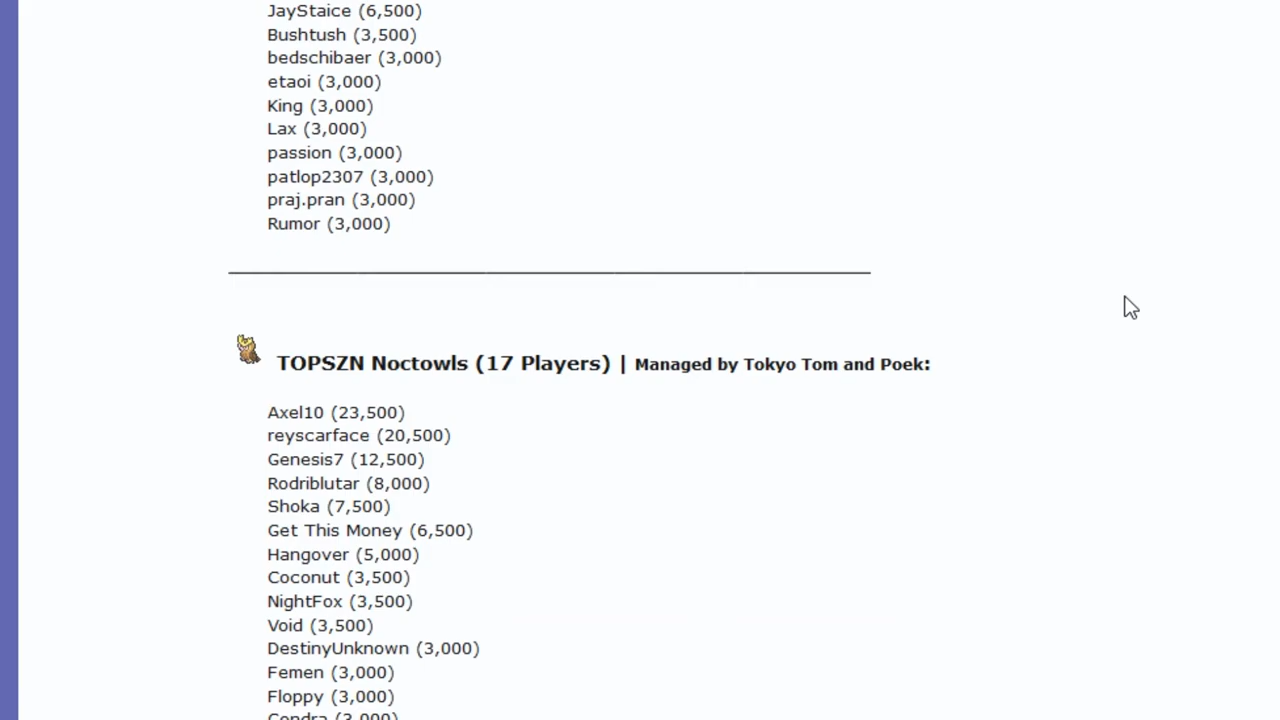 JayStaice (6,500)
Bushtush (3,500)
bedschibaer (3,000)
etaoi (3,000)
King (3,000)
Lax (3,000)
passion (3,000)
patlop2307 (3,000)
praj.pran (3,000)
Rumor (3,000)
TOPSZN Noctowls (17 Players) | Managed by Tokyo Tom and Poek:
Axel10 (23,500)
reyscarface (20,500)
Genesis7 (12,500)
Rodriblutar (8,000)
Shoka (7,500)
Get This Money (6,500)
Hangover (5,000)
Coconut (3,500)
NightFox (3,500)
Void (3,500)
DestinyUnknown (3,000)
Femen (3,000)
Floppy (3,000)